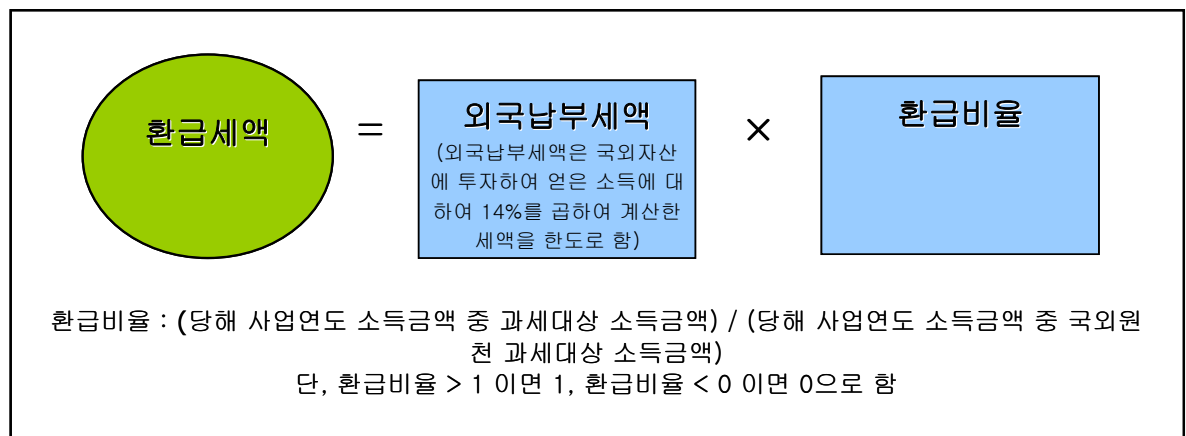 환급세액
=
외국납부세액
(외국납부세액은 국외자산
에 투자하여 얻은 소득에 대
하여 14%를 곱하여 계산한
세액을 한도로 함)
×
환급비율
환급비율 : (당해 사업연도 소득금액 중 과세대상 소득금액) / (당해 사업연도 소득금액 중 국외원
천 과세대상 소득금액)
단, 환급비율 > 1 이면 1, 환급비율 < 0 이면 0으로 함